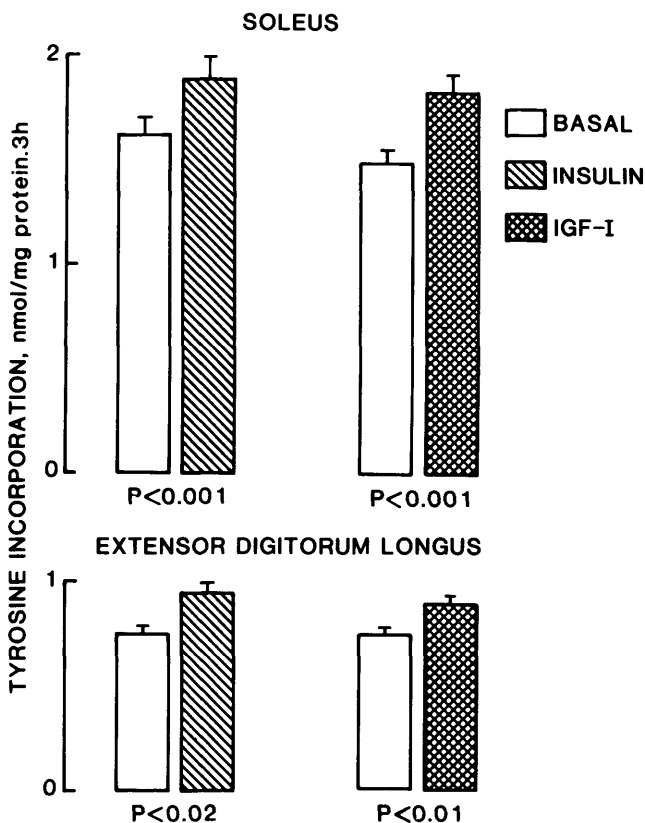 SOLEUS
TYROSINE INCORPORATION, nmol/mg protein.3h
2
1
0
BASAL
INSULIN
IGF-I
P<0.001 P<0.001
EXTENSOR DIGITORUM LONGUS
1
0
P<0.02 P<0.01